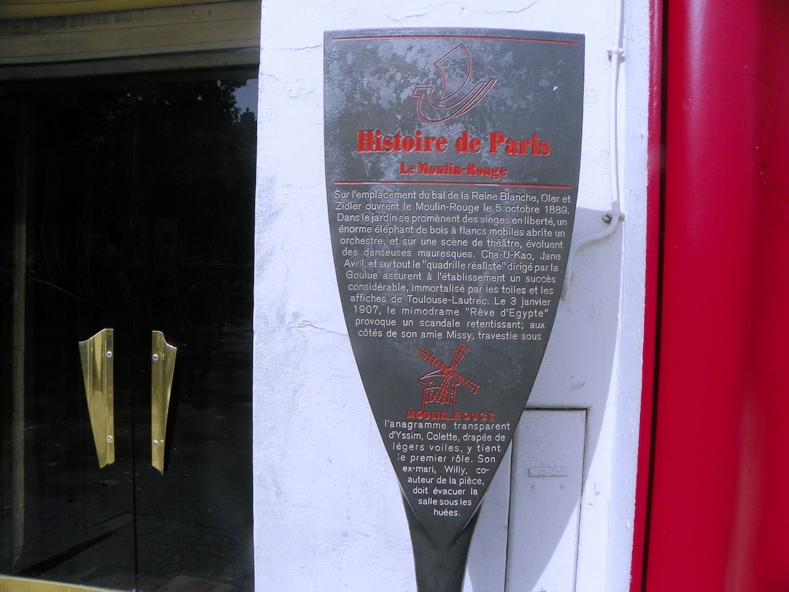 Histoire de Paris
Le Moulin-Rouge
Sur l'emplacement du bal de la Reine Blanche, Oler et
Zidler ouvrent le Moulin-Rouge le 5 octobre 1889.
Dans le jardin se promènent des singes en liberté, un
énorme éléphant de bois à flancs mobiles abrite un
orchestre, et sur une scène de théâtre, évoluent
des danseuses mauresques. Cha-U-Kao, Jane
Avril, et surtout le "quadrille réaliste" dirigé par la
Goulue assurent à l'établissement un succès
considérable, immortalisé par les toiles et les
affiches de Toulouse-Lautrec. Le 3 janvier
1907, le mimodrame "Rêve d'Egypte"
provoque un scandale retentissant; aux
côtés de son amie Missy, travestie sous
MOULIN ROUGE
l'anagramme transparent
d'Yssim, Colette, drapée de
légers voiles, y tient
le premier rôle. Son
ex-mari, Willy, co-
auteur de la pièce,
doit évacuer la
salle sous les
huées.